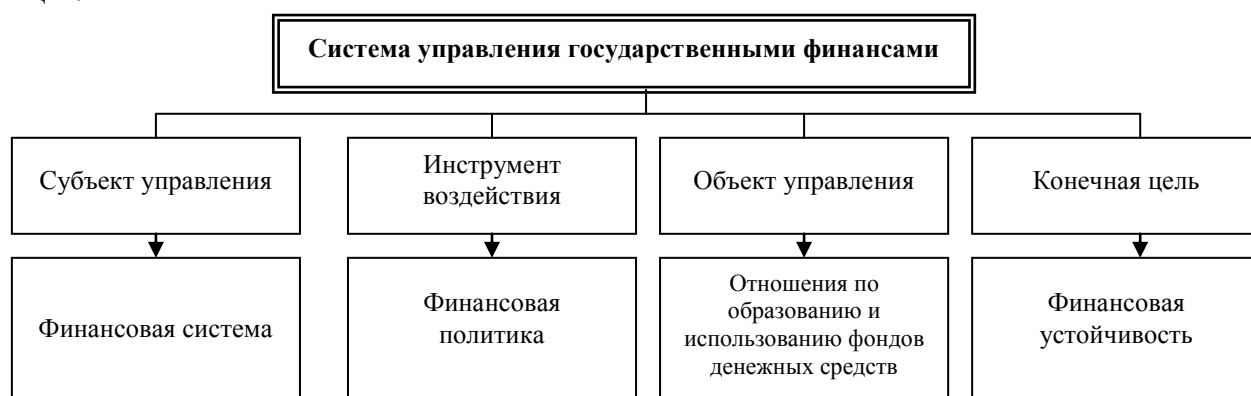 Система управления государственными финансами
Субъект управления
Инструмент
воздействия
Объект управления
Конечная цель
Финансовая система
Финансовая
политика
Отношения по
образованию и
использованию фондов
денежных средств
Финансовая
устойчивость